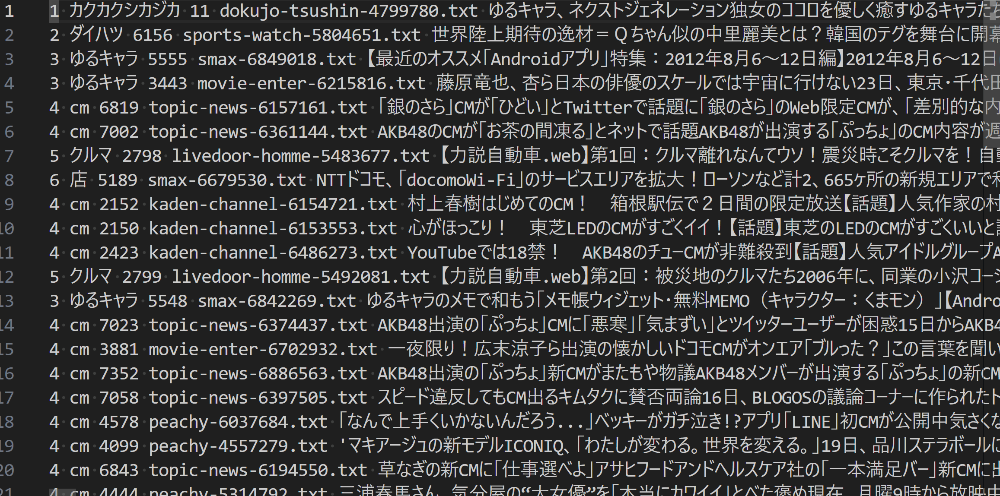 1 1 カクカクシカジカ 11 dokujo-tsushin-4799780.txt ゆるキャラ、ネクストジェネレーション独女のココロを優しく癒すゆるキャラたち
2 2 ダイハツ 6156 sports-watch-5804651.txt 世界陸上期待の逸材＝Ｑちゃん似の中里麗美とは？韓国のテグを舞台に開幕
3 3 ゆるキャラ 5555 smax-6849018.txt 【最近のオススメ「Androidアプリ」特集：2012年8月6～12日編】2012年8月6～12日
4 3 ゆるキャラ 3443 movie-enter-6215816.txt 藤原竜也、杏ら日本の俳優のスケールでは宇宙に行けない23日、東京・千代田
5 4 cm 6819 topic-news-6157161.txt 「銀のさら」CMが「ひどい」とTwitterで話題に「銀のさら」のWeb限定CMが、「差別的な内
6 4 cm 7002 topic-news-6361144.txt AKB48のCMが「お茶の間凍る」とネットで話題AKB48が出演する「ぷっちょ」のCM内容が週
7 5 クルマ 2798 livedoor-homme-5483677.txt 【力説自動車.web】第1回：クルマ離れなんてウソ！震災時こそクルマを！自動
8 6 店 5189 smax-6679530.txt NTTドコモ、「docomoWi-Fi」のサービスエリアを拡大！ローソンなど計2、665ヶ所の新規エリアで利
9 4 cm 2152 kaden-channel-6154721.txt 村上春樹はじめてのCM！　箱根駅伝で２日間の限定放送【話題】人気作家の村
10 4 cm 2150 kaden-channel-6153553.txt 心がほっこり！　東芝LEDのCMがすごくイイ！【話題】東芝のLEDのCMがすごくいいと話
11 4 cm 2423 kaden-channel-6486273.txt YouTubeでは18禁！　AKB48のチューCMが非難殺到【話題】人気アイドルグループA
12 5 クルマ 2799 livedoor-homme-5492081.txt 【力説自動車.web】第2回：被災地のクルマたち2006年に、同業の小沢コージ
13 3 ゆるキャラ 5548 smax-6842269.txt ゆるキャラのメモで和もう「メモ帳ウィジェット・無料MEMO（キャラクター：くまモン）」【Andro
14 4 cm 7023 topic-news-6374437.txt AKB48出演の「ぷっちょ」CMに「悪寒」「気まずい」とツイッターユーザーが困惑15日からAKB4
15 4 cm 3881 movie-enter-6702932.txt 一夜限り！広末涼子ら出演の懐かしいドコモCMがオンエア「ブルった？」この言葉を聞い
16 4 cm 7352 topic-news-6886563.txt AKB48出演の「ぷっちょ」新CMがまたもや物議AKB48メンバーが出演する「ぷっちょ」の新CM
17 4 cm 7058 topic-news-6397505.txt スピード違反してもCM出るキムタクに賛否両論16日、BLOGOSの議論コーナーに作られたト
18 4 cm 4578 peachy-6037684.txt 「なんで上手くいかないんだろう...」ベッキーがガチ泣き!?アプリ「LINE」初CMが公開中気さくな
19 4 cm 4099 peachy-4557279.txt 'マキアージュの新モデルICONIQ、「わたしが変わる。世界を変える。」19日、品川ステラボールに
20 4 cm 6843 topic-news-6194550.txt 草なぎの新CMに「仕事選べよ」アサヒフードアンドヘルスケア社の「一本満足バー」新CMに出
21 4 cm 4444 peachy-5314792.txt 三浦春馬さん、気分屋の“大女優”を「本当にカワイイ」とべた褒め現在、月曜9時から放映中